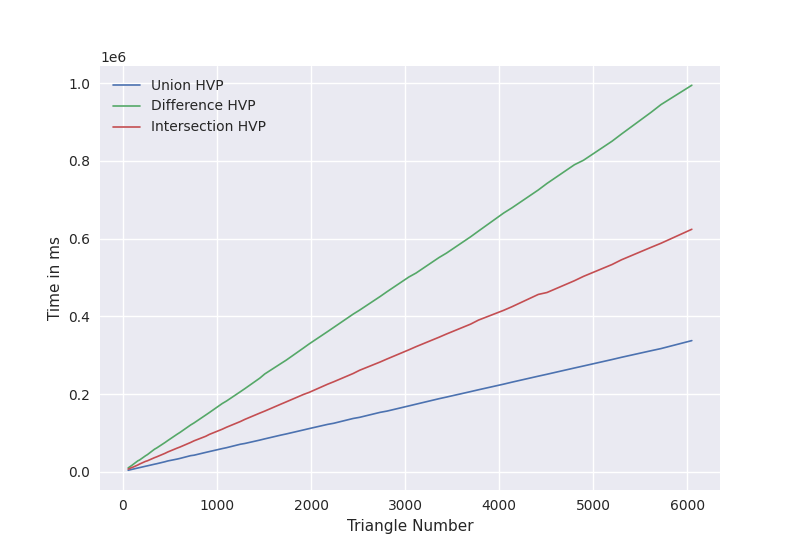 1e6
Union HVP
Difference HVP
Intersection HVP
1.0
0.8
0.6
0.4
0.2
0.0
Time in ms
0 1000 2000 3000 4000 5000 6000
Triangle Number